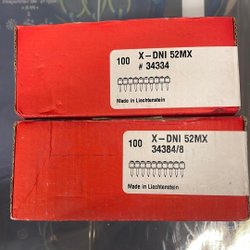 100 X-DNI 52MX
# 34334
Made in Liechtenstein
100 X-DNI 52MX
34384/8
Made in Liechtenstein